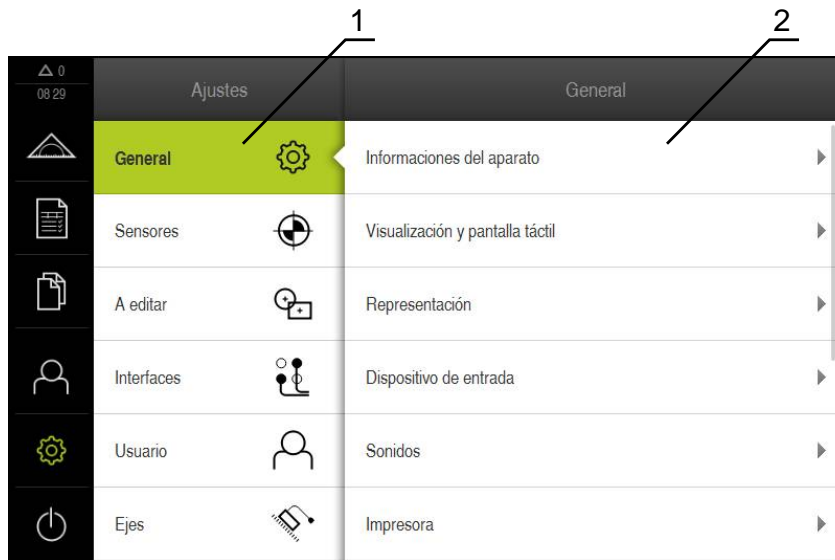 1
2
0
08 29
Ajustes
General
General
Informaciones del aparato
Sensores
Visualización y pantalla táctil
A editar
Representación
Interfaces
Dispositivo de entrada
Usuario
Sonidos
Ejes
Impresora